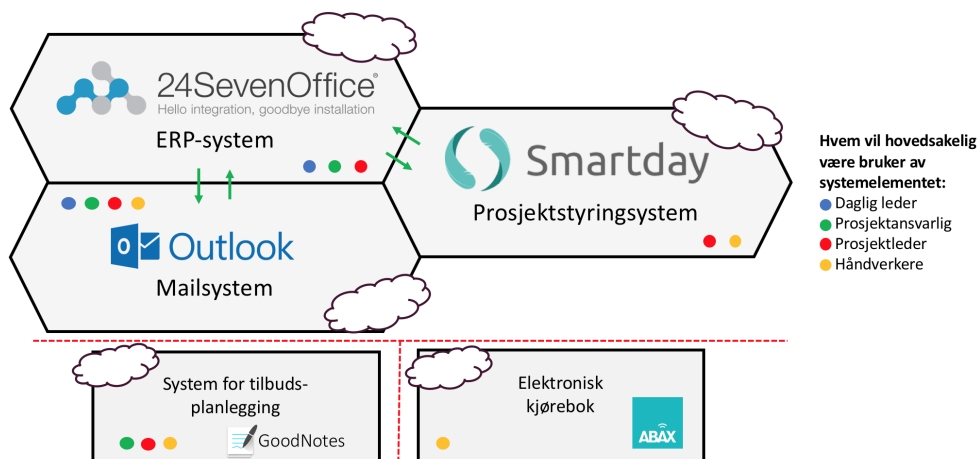 24SevenOffice®
Hello integration, goodbye installation
ERP-system
Smartday
Prosjektstyringsystem
Outlook
Mailsystem
Hvem vil hovedsakelig
være bruker av
systemelementet:
Daglig leder
Prosjektansvarlig
Prosjektleder
Håndverkere
System for tilbuds-
planlegging
GoodNotes
Elektronisk
kjørebok
ABAX